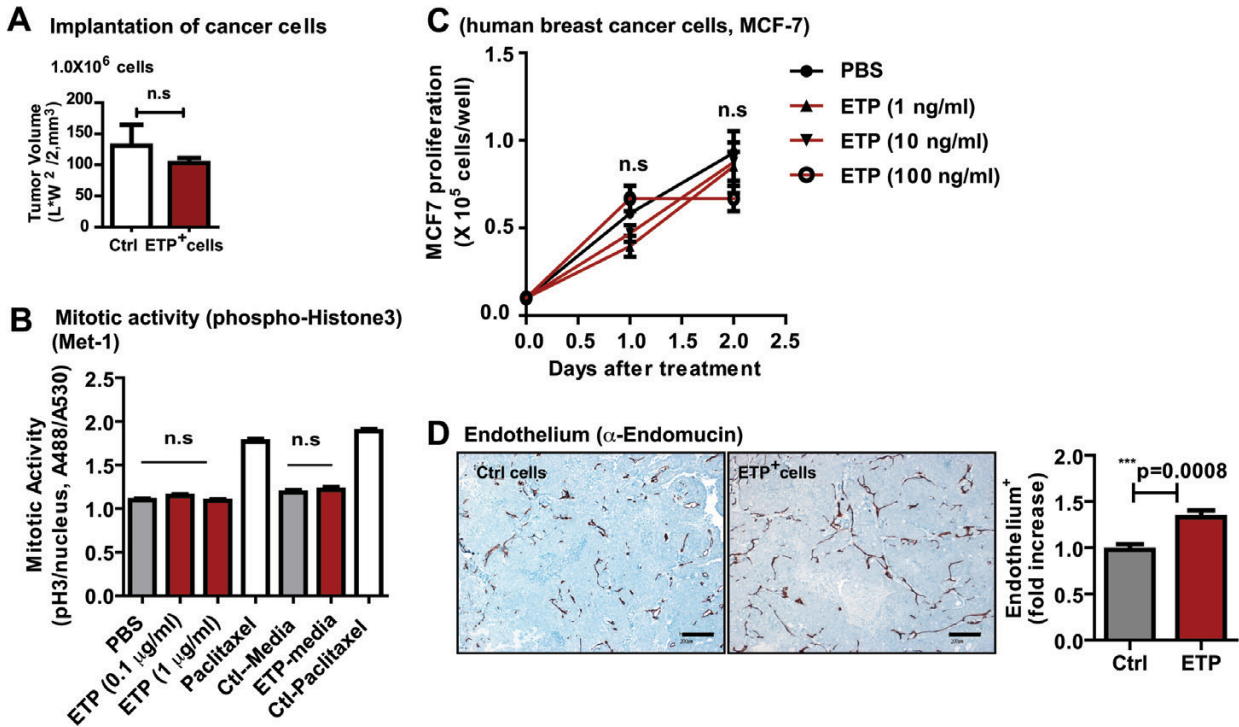 A Implantation of cancer cells
1.0X10⁶ cells
n.s
200
150
100
50
0
Tumor Volume
(L*W ² /2,mm³)
Ctrl ETP⁺cells
B Mitotic activity (phospho-Histone3)
(Met-1)
Mitotic Activity
(pH3/nucleus, A488/A530)
2.5
2.0
1.5
1.0
0.5
0.0
n.s
n.s
PBS
ETP (0.1 µg/ml)
ETP (1 µg/ml)
Paclitaxel
Ctl--Media
ETP-media
Ctl-Paclitaxel
C (human breast cancer cells, MCF-7)
MCF7 proliferation
(X 10⁵ cells/well)
1.5
1.0
0.5
0.0
n.s
n.s
0.0 0.5 1.0 1.5 2.0 2.5
Days after treatment
PBS
ETP (1 ng/ml)
ETP (10 ng/ml)
ETP (100 ng/ml)
D Endothelium (α-Endomucin)
Ctrl cells
ETP⁺cells
Endothelium⁺
(fold increase)
2.0
1.5
1.0
0.5
0.0
***p=0.0008
Ctrl ETP